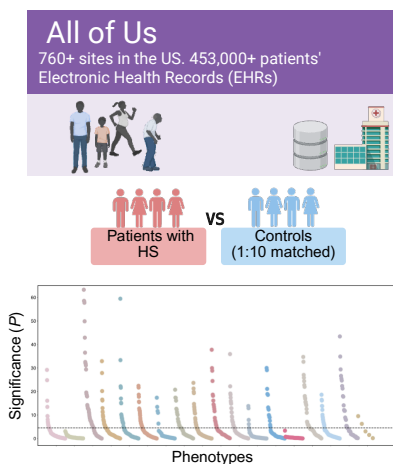 All of Us
760+ sites in the US. 453,000+ patients'
Electronic Health Records (EHRs)
Patients with
HS
VS
Controls
(1:10 matched)
Significance (P)
60
50
40
30
20
10
0
Phenotypes